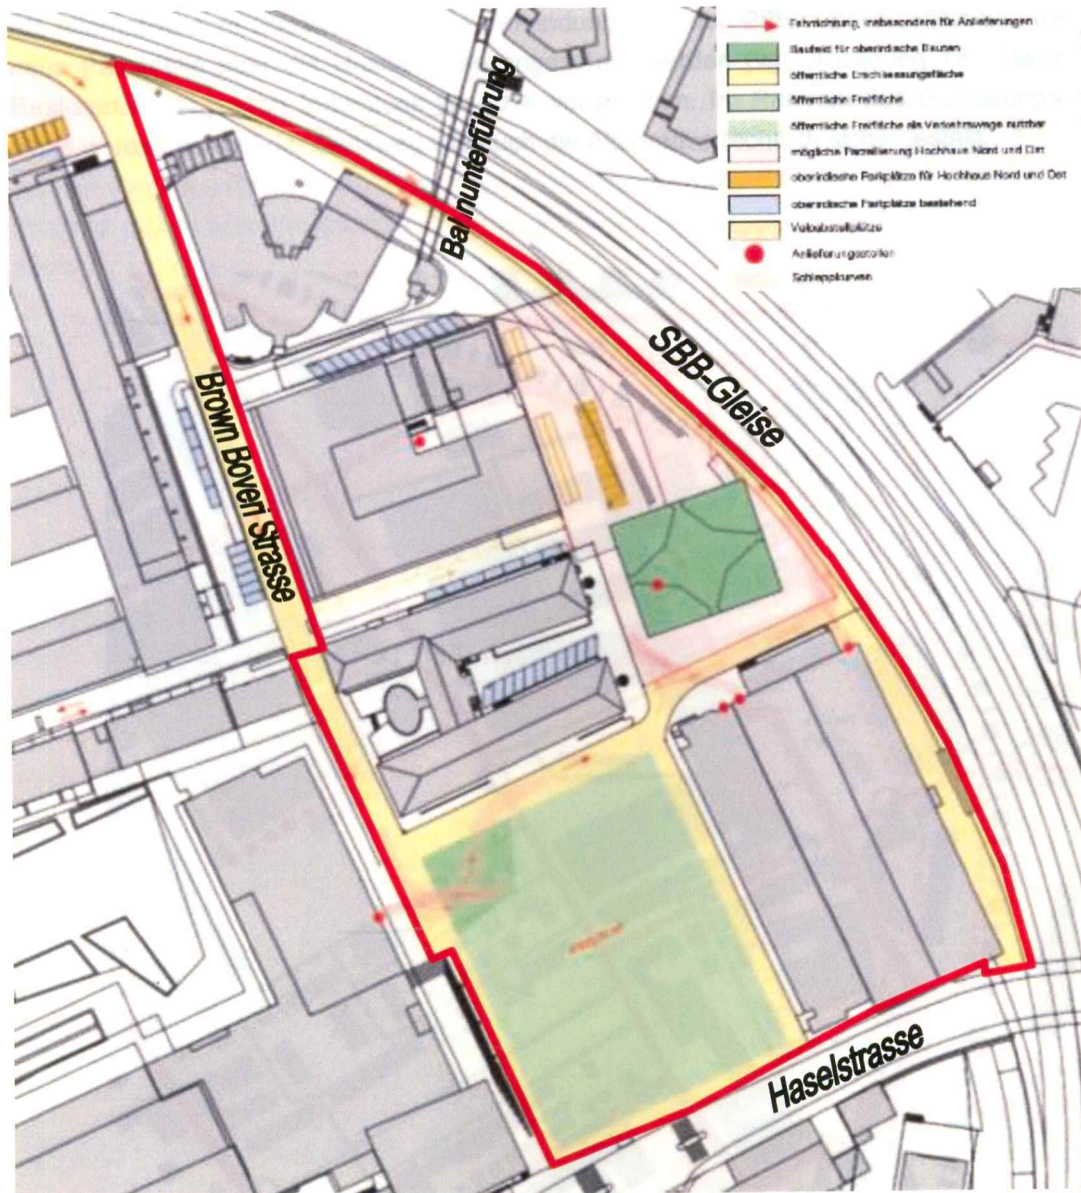 Fahrrichtung, insbesondere für Anlieferungen
Baufeld für oberirdische Bauten
öffentliche Erschliessungsfläche
öffentliche Freifläche
öffentliche Freifläche als Verkehrswege nutzbar
mögliche Parzellierung Hochhaus Nord und Ost
oberirdische Parkplätze für Hochhaus Nord und Ost
oberirdische Parkplätze bestehend
Veloabstellplätze
Anlieferungsstellen
Schleppkurven
Bahnunterführung
SBB-Gleise
Brown Boveri Strasse
Haselstrasse